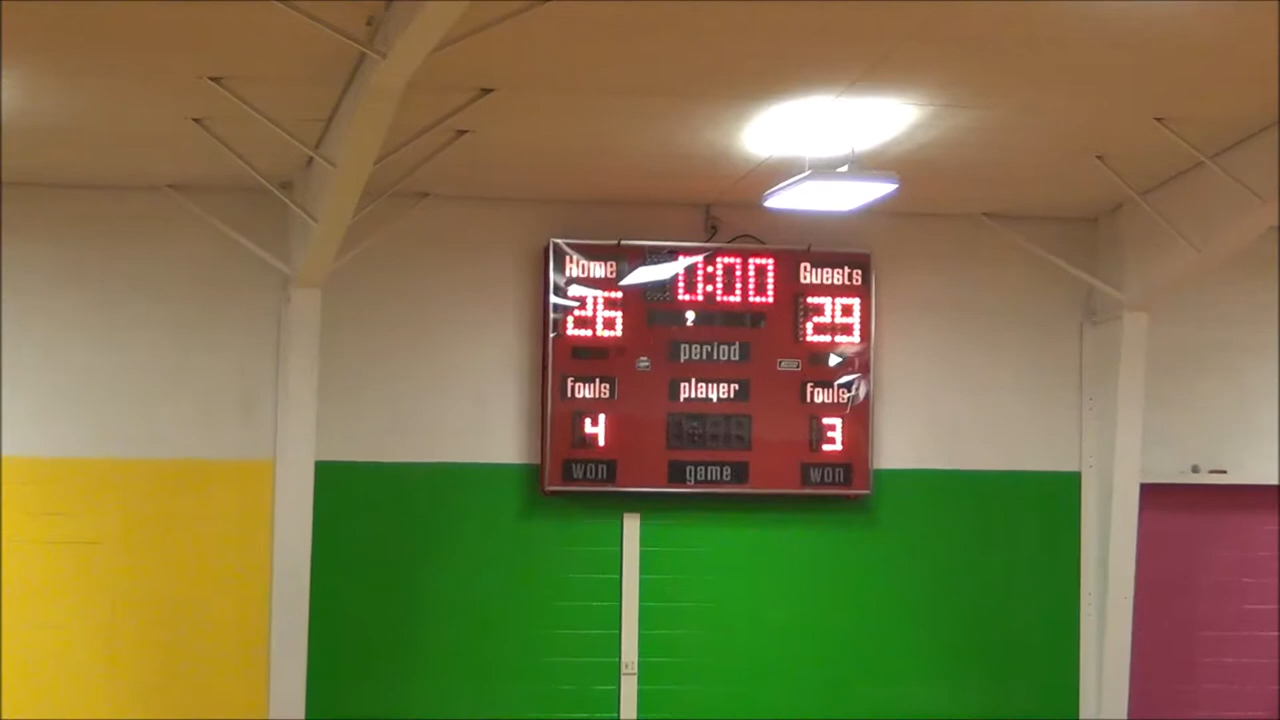 Home 0:00 Guests
26 2 29
period
fouls player fouls
4 3
won game won